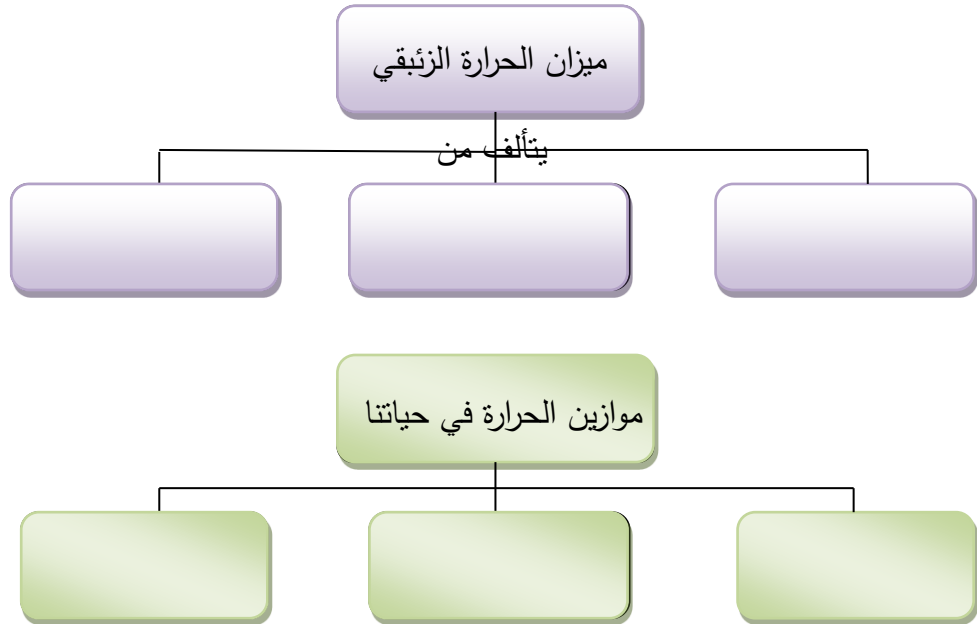 ميزان الحرارة الزئبقي
يتألف من
موازين الحرارة في حياتنا